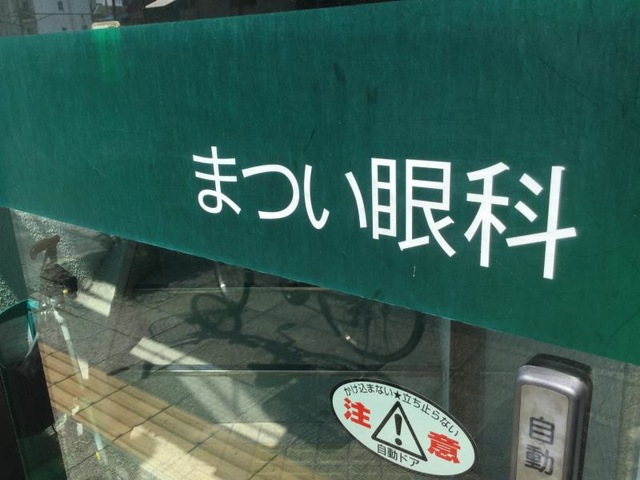 まつい眼科
かけ込まない★立ち止らない
注意
自動ドア
自動